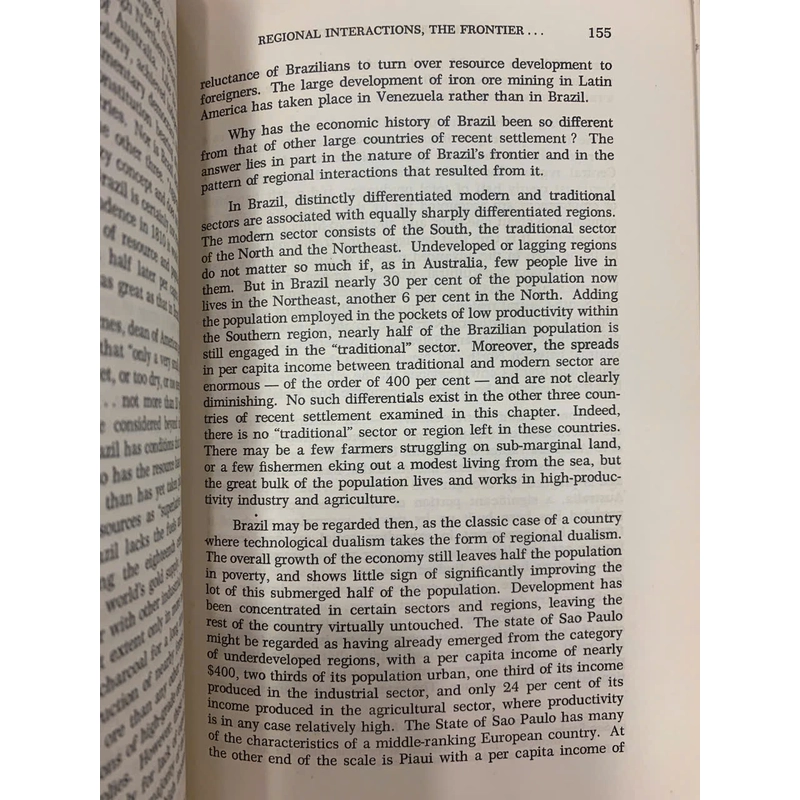 REGIONAL INTERACTIONS, THE FRONTIER... 155
reluctance of Brazilians to turn over resource development to
foreigners. The large development of iron ore mining in Latin
America has taken place in Venezuela rather than in Brazil.
Why has the economic history of Brazil been so different
from that of other large countries of recent settlement? The
answer lies in part in the nature of Brazil's frontier and in the
pattern of regional interactions that resulted from it.
In Brazil, distinctly differentiated modern and traditional
sectors are associated with equally sharply differentiated regions.
The modern sector consists of the South, the traditional sector
of the North and the Northeast. Undeveloped or lagging regions
do not matter so much if, as in Australia, few people live in
them. But in Brazil nearly 30 per cent of the population now
lives in the Northeast, another 6 per cent in the North. Adding
the population employed in the pockets of low productivity within
the Southern region, nearly half of the Brazilian population is
still engaged in the "traditional" sector. Moreover, the spreads
in per capita income between traditional and modern sector are
enormous — of the order of 400 per cent — and are not clearly
diminishing. No such differentials exist in the other three coun-
tries of recent settlement examined in this chapter. Indeed,
there is no "traditional" sector or region left in these countries.
There may be a few farmers struggling on sub-marginal land,
or a few fishermen eking out a modest living from the sea, but
the great bulk of the population lives and works in high-produc-
tivity industry and agriculture.
Brazil may be regarded then, as the classic case of a country
where technological dualism takes the form of regional dualism.
The overall growth of the economy still leaves half the population
in poverty, and shows little sign of significantly improving the
lot of this submerged half of the population. Development has
been concentrated in certain sectors and regions, leaving the
rest of the country virtually untouched. The state of Sao Paulo
might be regarded as having already emerged from the category
of underdeveloped regions, with a per capita income of nearly
$400, two thirds of its population urban, one third of its income
produced in the industrial sector, and only 24 per cent of its
income produced in the agricultural sector, where productivity
is in any case relatively high. The State of Sao Paulo has many
of the characteristics of a middle-ranking European country. At
the other end of the scale is Piaui with a per capita income of